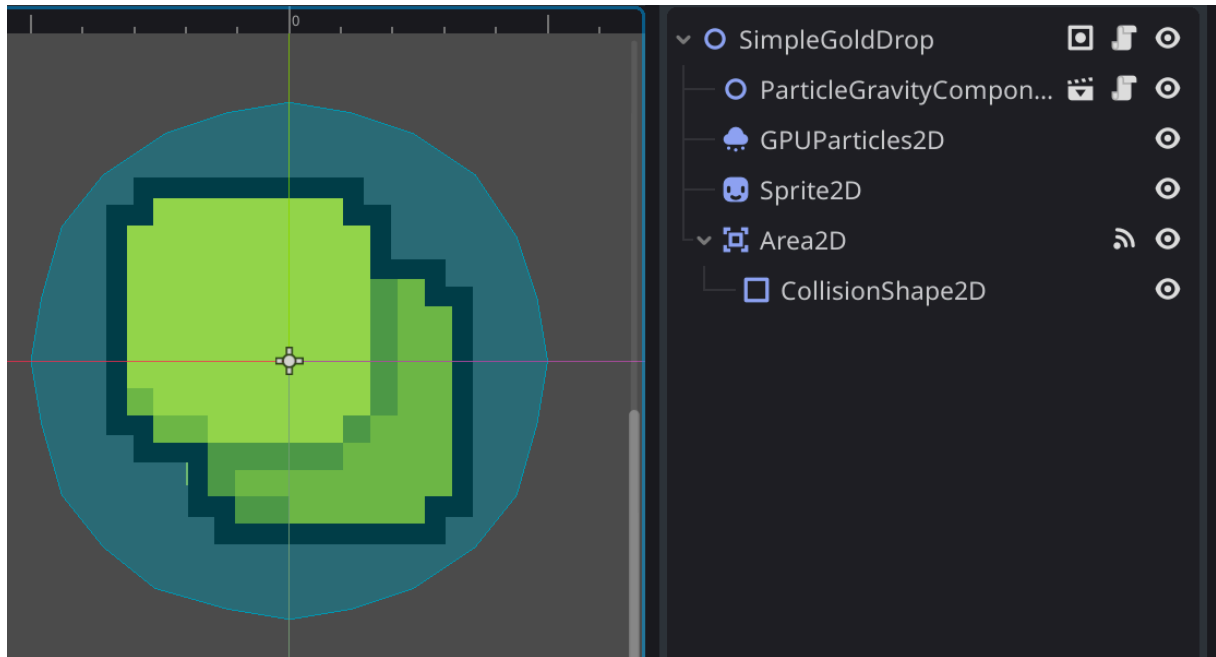 0
SimpleGoldDrop
ParticleGravityCompon...
GPUParticles2D
Sprite2D
Area2D
CollisionShape2D